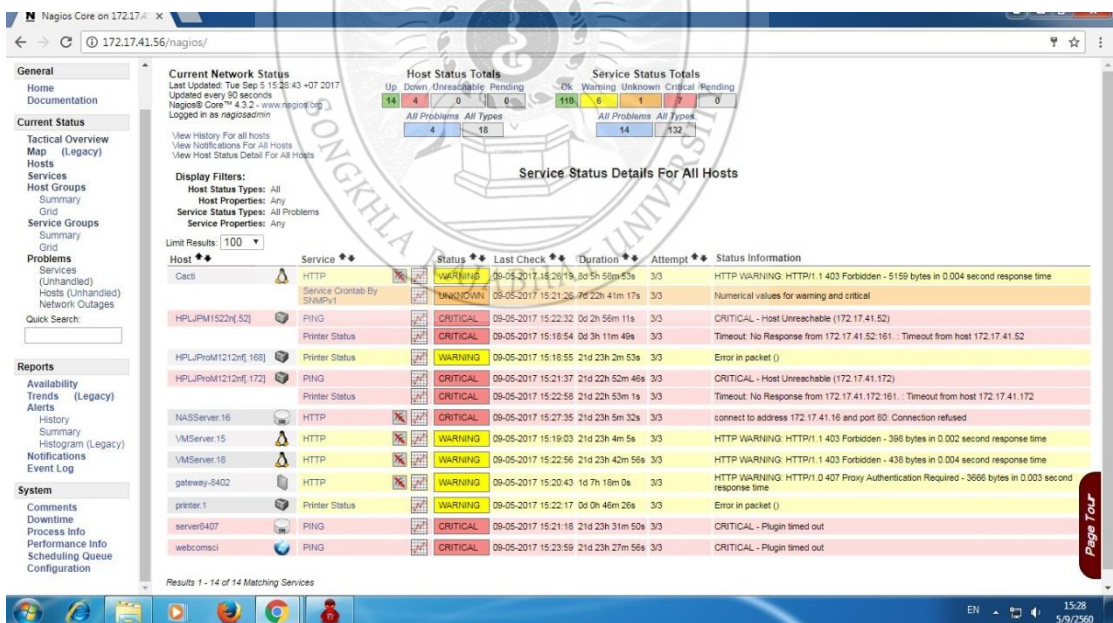 Nagios Core on 172.17.4
172.17.41.56/nagios/
General
Home
Documentation
Current Status
Tactical Overview
Map (Legacy)
Hosts
Services
Host Groups
Summary
Grid
Service Groups
Summary
Grid
Problems
Services
(Unhandled)
Hosts (Unhandled)
Network Outages
Quick Search:
Reports
Availability
Trends (Legacy)
Alerts
History
Summary
Histogram (Legacy)
Notifications
Event Log
System
Comments
Downtime
Process Info
Performance Info
Scheduling Queue
Configuration
Current Network Status
Last Updated: Tue Sep 5 15:28:43 +07 2017
Updated every 90 seconds
Nagios® Core™ 4.3.2 - www.nagios.org
Logged in as nagiosadmin
View History For all hosts
View Notifications For All Hosts
View Host Status Detail For All Hosts
Host Status Totals
Up Down Unreachable Pending
14 4 0 0
All Problems All Types
4 18
Service Status Totals
Ok Warning Unknown Critical Pending
118 6 1 7 0
All Problems All Types
14 132
Display Filters:
Host Status Types: All
Host Properties: Any
Service Status Types: All Problems
Service Properties: Any
Service Status Details For All Hosts
SONGKHLA RAJABHAT UNIVERSITY
Limit Results: 100
Host Service Status Last Check Duration Attempt Status Information
Cacti HTTP WARNING 09-05-2017 15:26:19 8d 5h 58m 53s 3/3 HTTP WARNING: HTTP/1.1 403 Forbidden - 5159 bytes in 0.004 second response time
Service Crontab By SNMPv1 UNKNOWN 09-05-2017 15:21:26 7d 22h 41m 17s 3/3 Numerical values for warning and critical
HPLJPM1522n[.52] PING CRITICAL 09-05-2017 15:22:32 0d 2h 56m 11s 3/3 CRITICAL - Host Unreachable (172.17.41.52)
Printer Status CRITICAL 09-05-2017 15:18:54 0d 3h 11m 49s 3/3 Timeout: No Response from 172.17.41.52:161. : Timeout from host 172.17.41.52
HPLJProM1212nf[.168] Printer Status WARNING 09-05-2017 15:18:55 21d 23h 2m 53s 3/3 Error in packet ()
HPLJProM1212nf[.172] PING CRITICAL 09-05-2017 15:21:37 21d 22h 52m 46s 3/3 CRITICAL - Host Unreachable (172.17.41.172)
Printer Status CRITICAL 09-05-2017 15:22:58 21d 22h 53m 1s 3/3 Timeout: No Response from 172.17.41.172:161. : Timeout from host 172.17.41.172
NASServer.16 HTTP CRITICAL 09-05-2017 15:27:35 21d 23h 5m 32s 3/3 connect to address 172.17.41.16 and port 80: Connection refused
VMServer.15 HTTP WARNING 09-05-2017 15:19:03 21d 23h 4m 5s 3/3 HTTP WARNING: HTTP/1.1 403 Forbidden - 398 bytes in 0.002 second response time
VMServer.18 HTTP WARNING 09-05-2017 15:22:56 21d 23h 42m 56s 3/3 HTTP WARNING: HTTP/1.1 403 Forbidden - 438 bytes in 0.004 second response time
gateway-8402 HTTP WARNING 09-05-2017 15:20:43 1d 7h 18m 0s 3/3 HTTP WARNING: HTTP/1.0 407 Proxy Authentication Required - 3666 bytes in 0.003 second response time
printer.1 Printer Status WARNING 09-05-2017 15:22:17 0d 0h 46m 26s 3/3 Error in packet ()
server8407 PING CRITICAL 09-05-2017 15:21:18 21d 23h 31m 50s 3/3 CRITICAL - Plugin timed out
webcomsci PING CRITICAL 09-05-2017 15:23:59 21d 23h 27m 56s 3/3 CRITICAL - Plugin timed out
Results 1 - 14 of 14 Matching Services
Page Tour
EN
15:28
5/9/2560